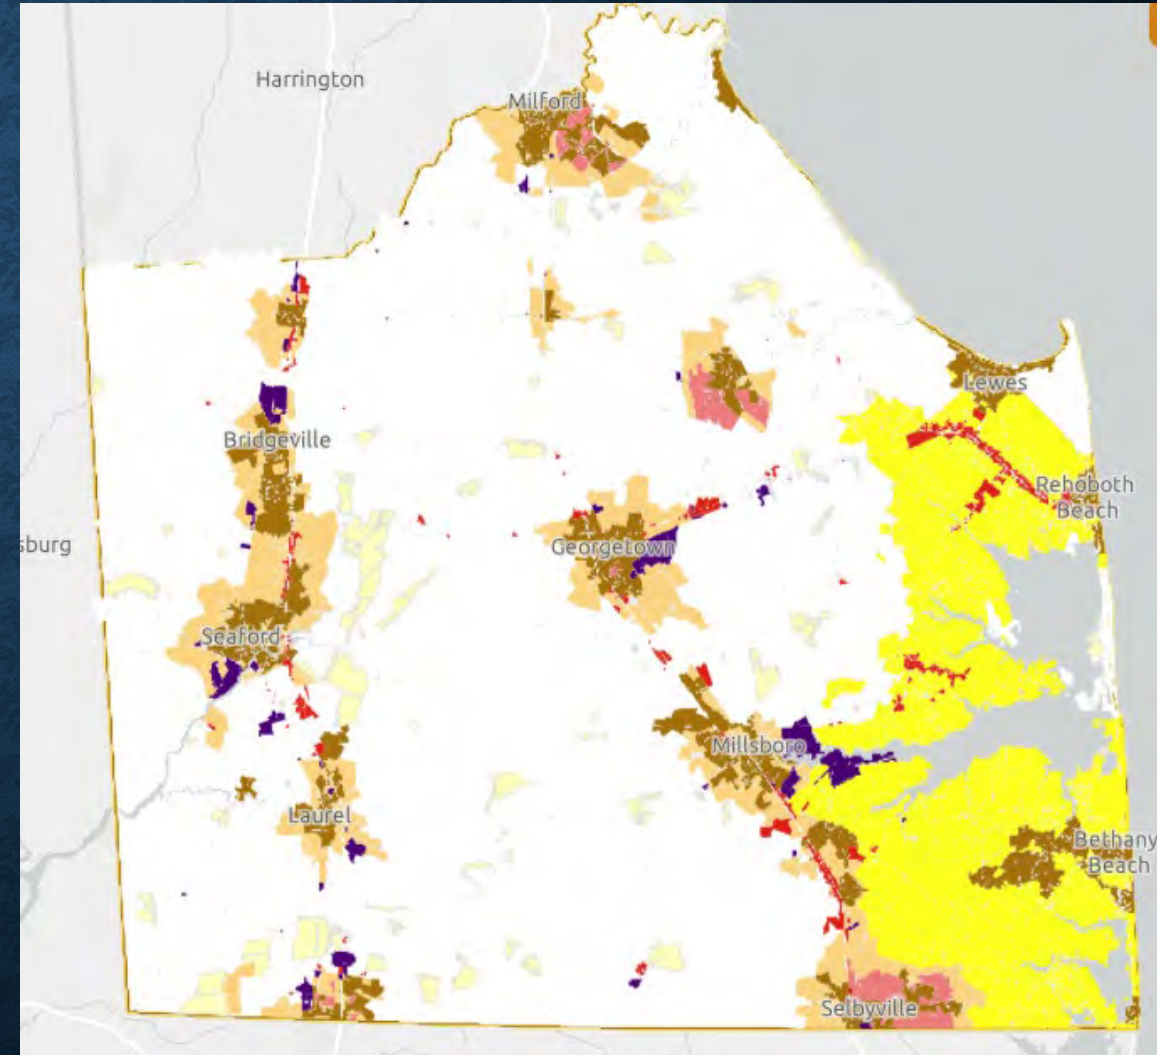 Harrington
Milford
Lewes
Bridgeville
Rehoboth
Beach
sburg
Georgetown
Seaford
Millsboro
Laurel
Bethany
Beach
Selbyville